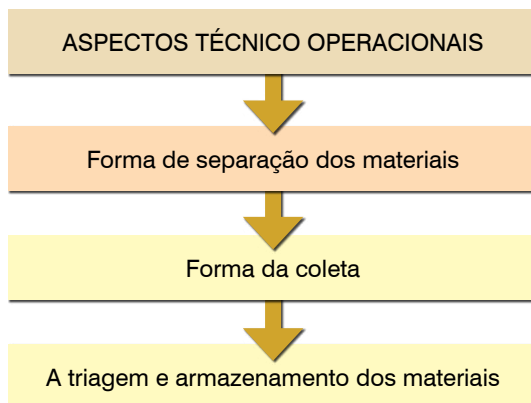 ASPECTOS TÉCNICO OPERACIONAIS
Forma de separação dos materiais
Forma da coleta
A triagem e armazenamento dos materiais